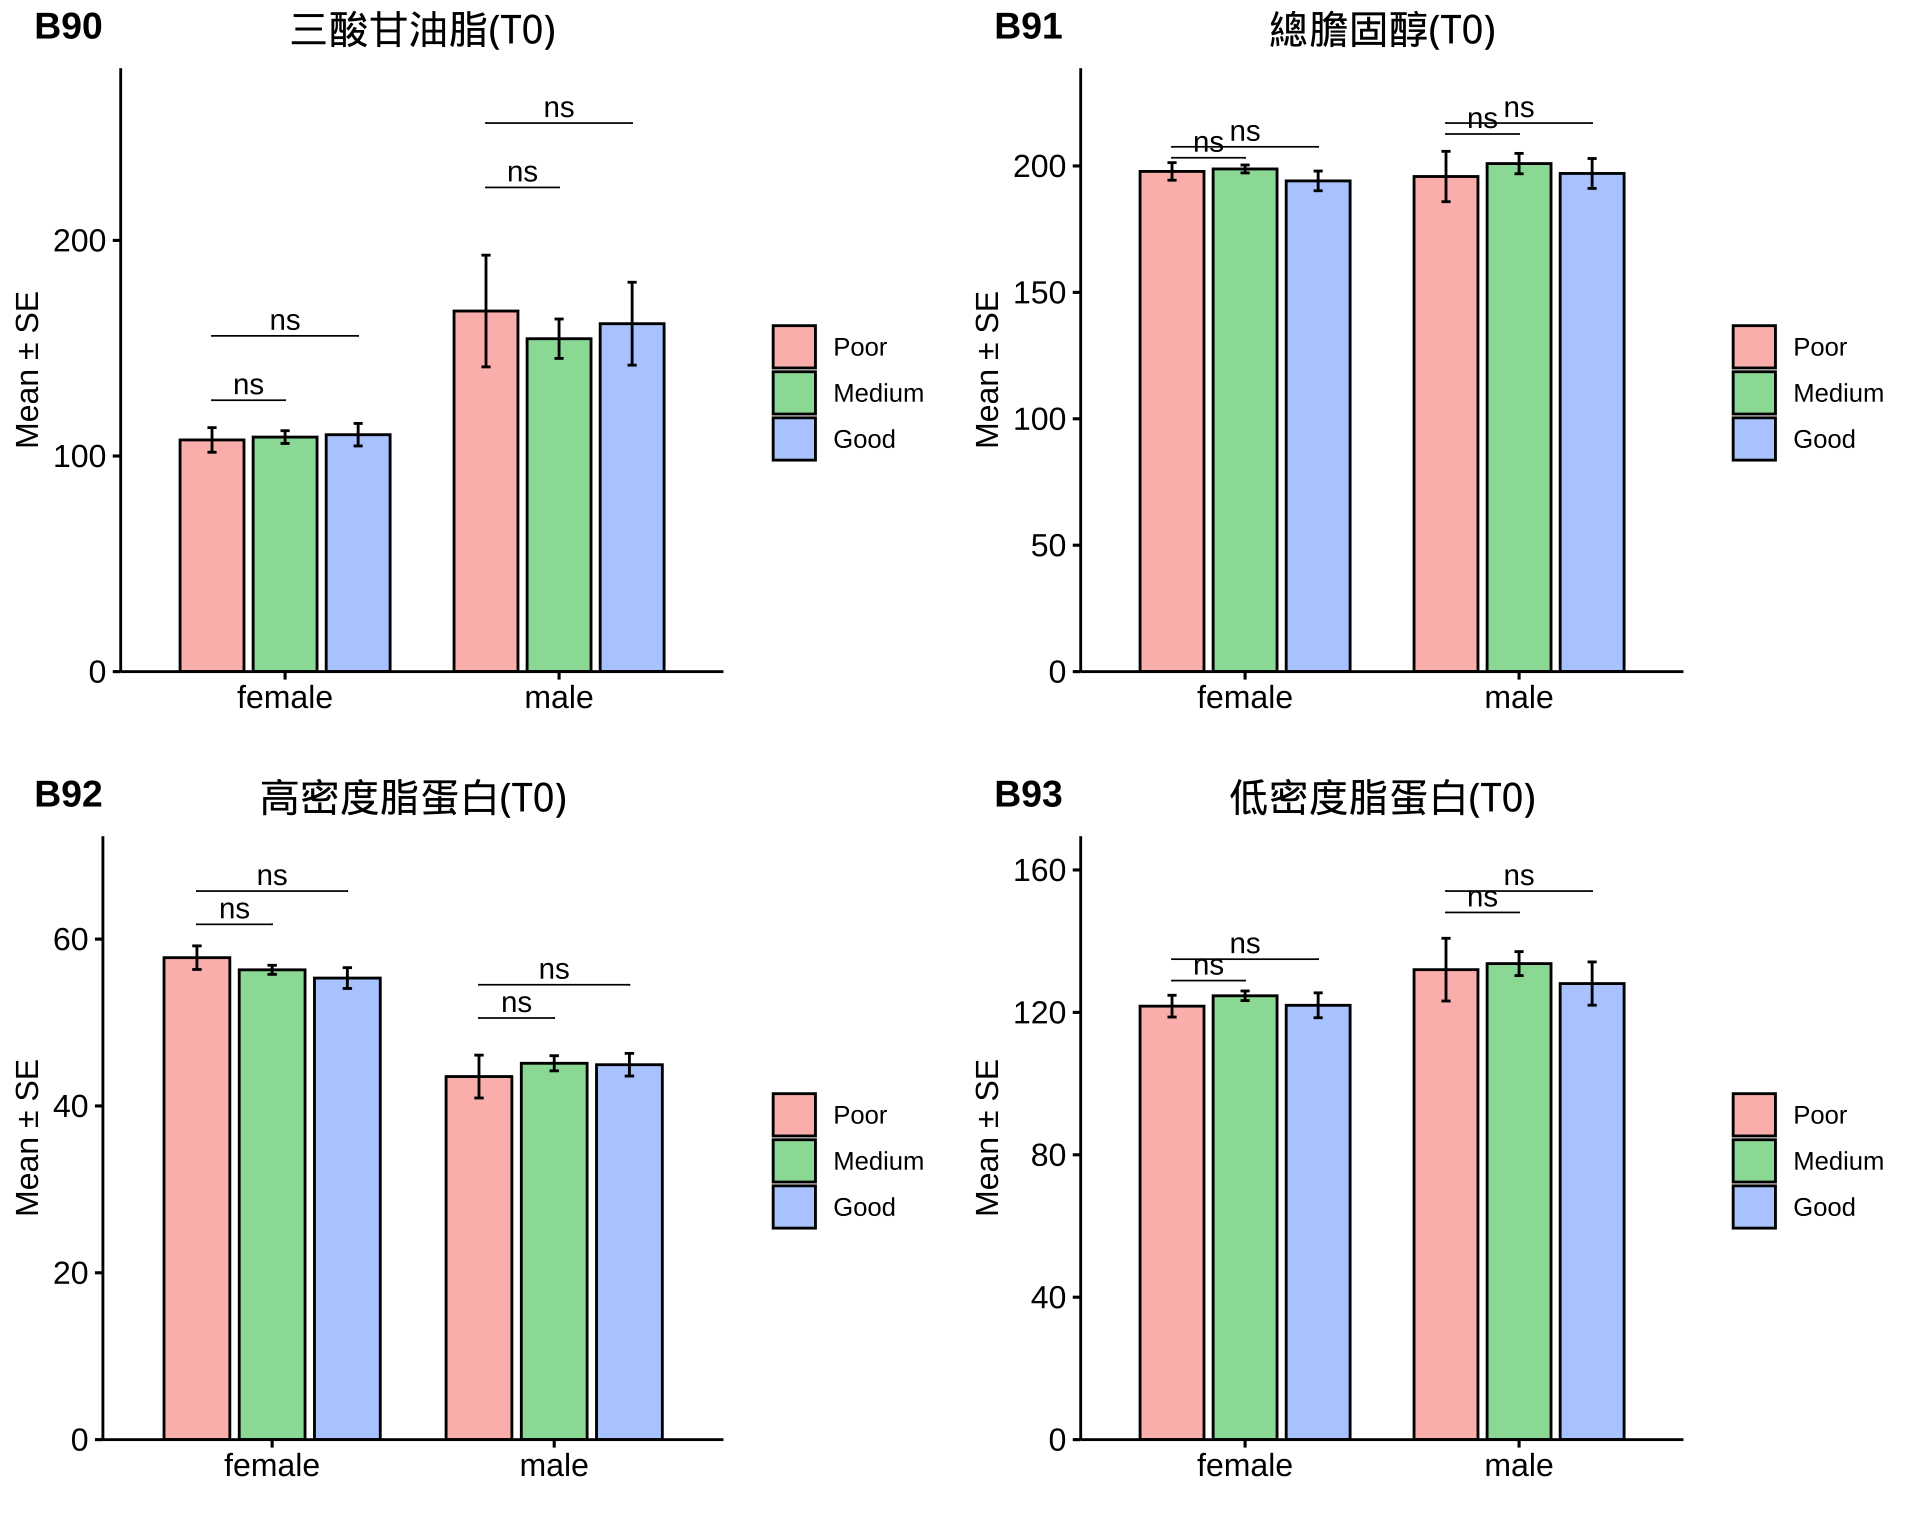 B90
三酸甘油脂(T0)
Mean ± SE
200
100
0
ns
ns
ns
ns
female
male
Poor
Medium
Good
B91
總膽固醇(T0)
Mean ± SE
200
150
100
50
0
ns
ns
ns
ns
female
male
Poor
Medium
Good
B92
高密度脂蛋白(T0)
Mean ± SE
60
40
20
0
ns
ns
ns
ns
female
male
Poor
Medium
Good
B93
低密度脂蛋白(T0)
Mean ± SE
160
120
80
40
0
ns
ns
ns
ns
female
male
Poor
Medium
Good